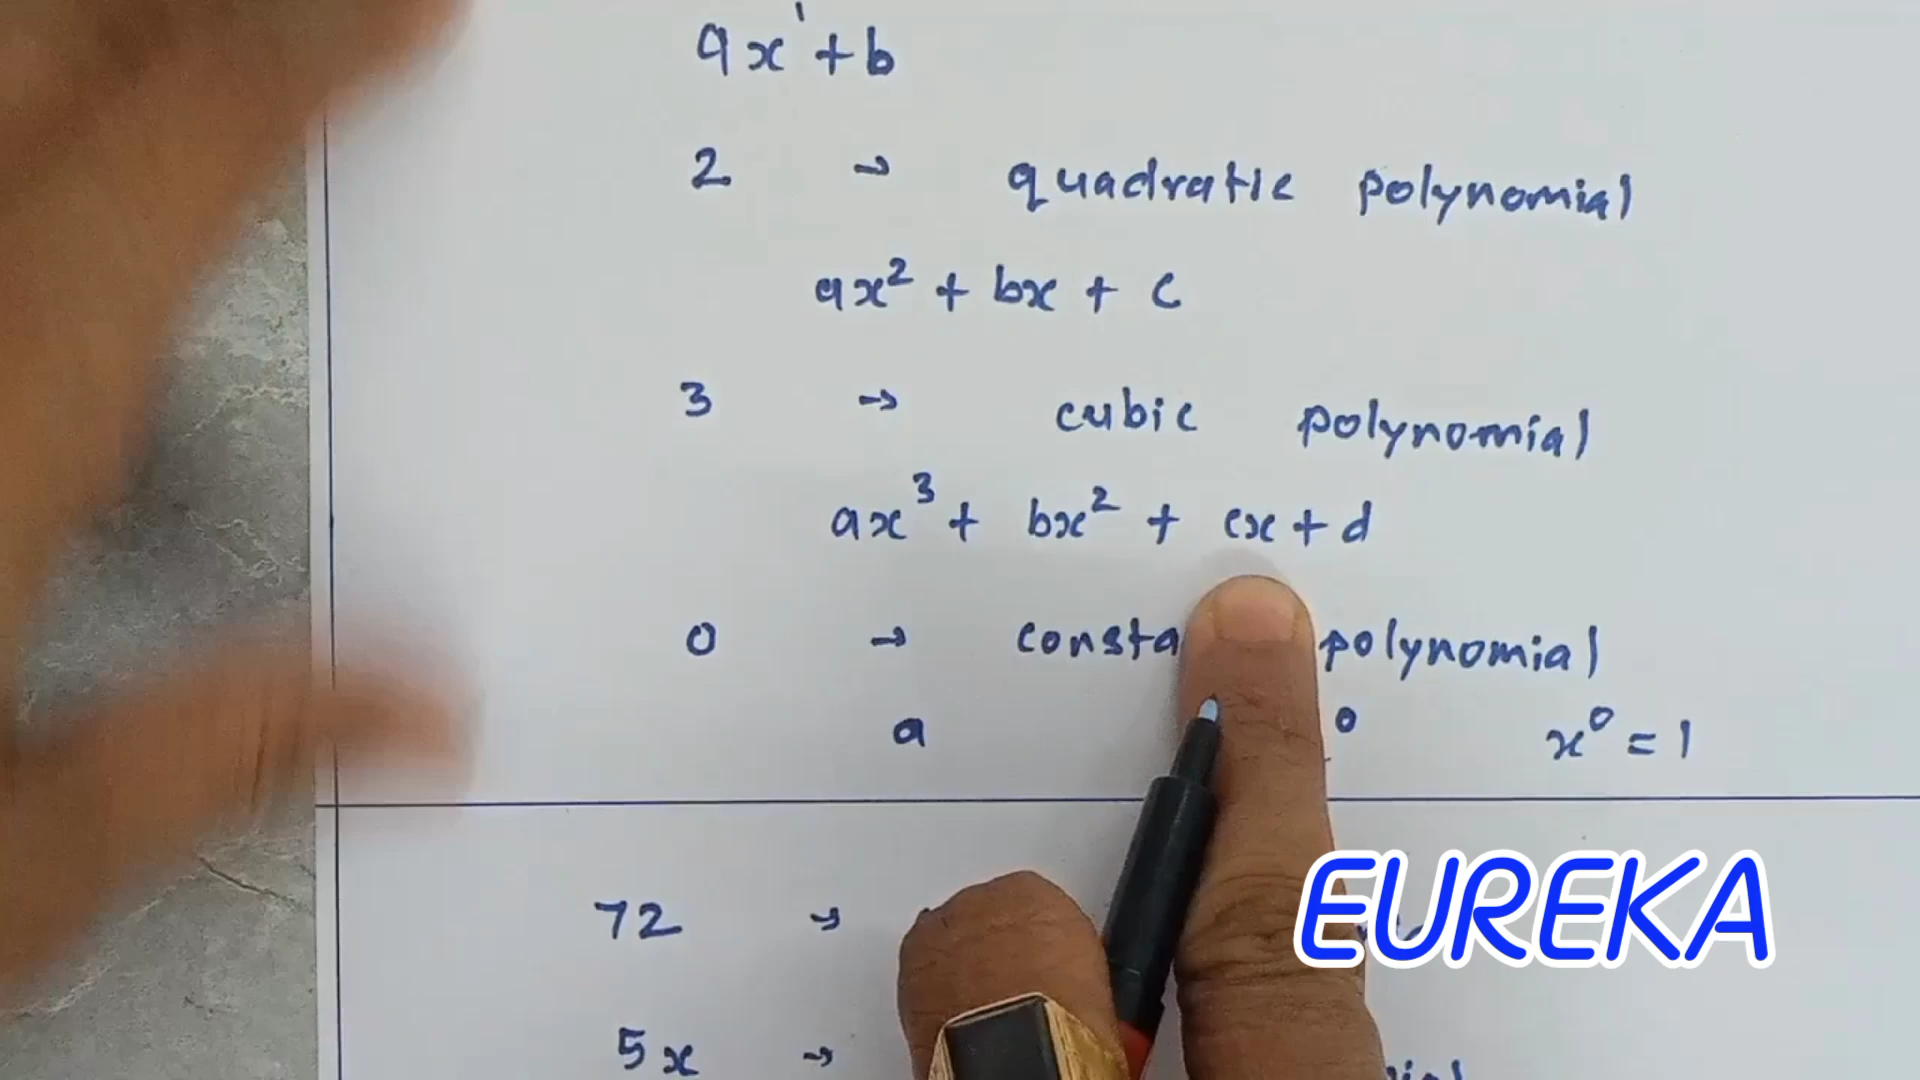 ax¹ + b
2 → quadratic polynomial
ax² + bx + c
3 → cubic polynomial
ax³ + bx² + cx + d
0 → polynomial
a 0 x⁰ = 1
72 →
EUREKA
5x →